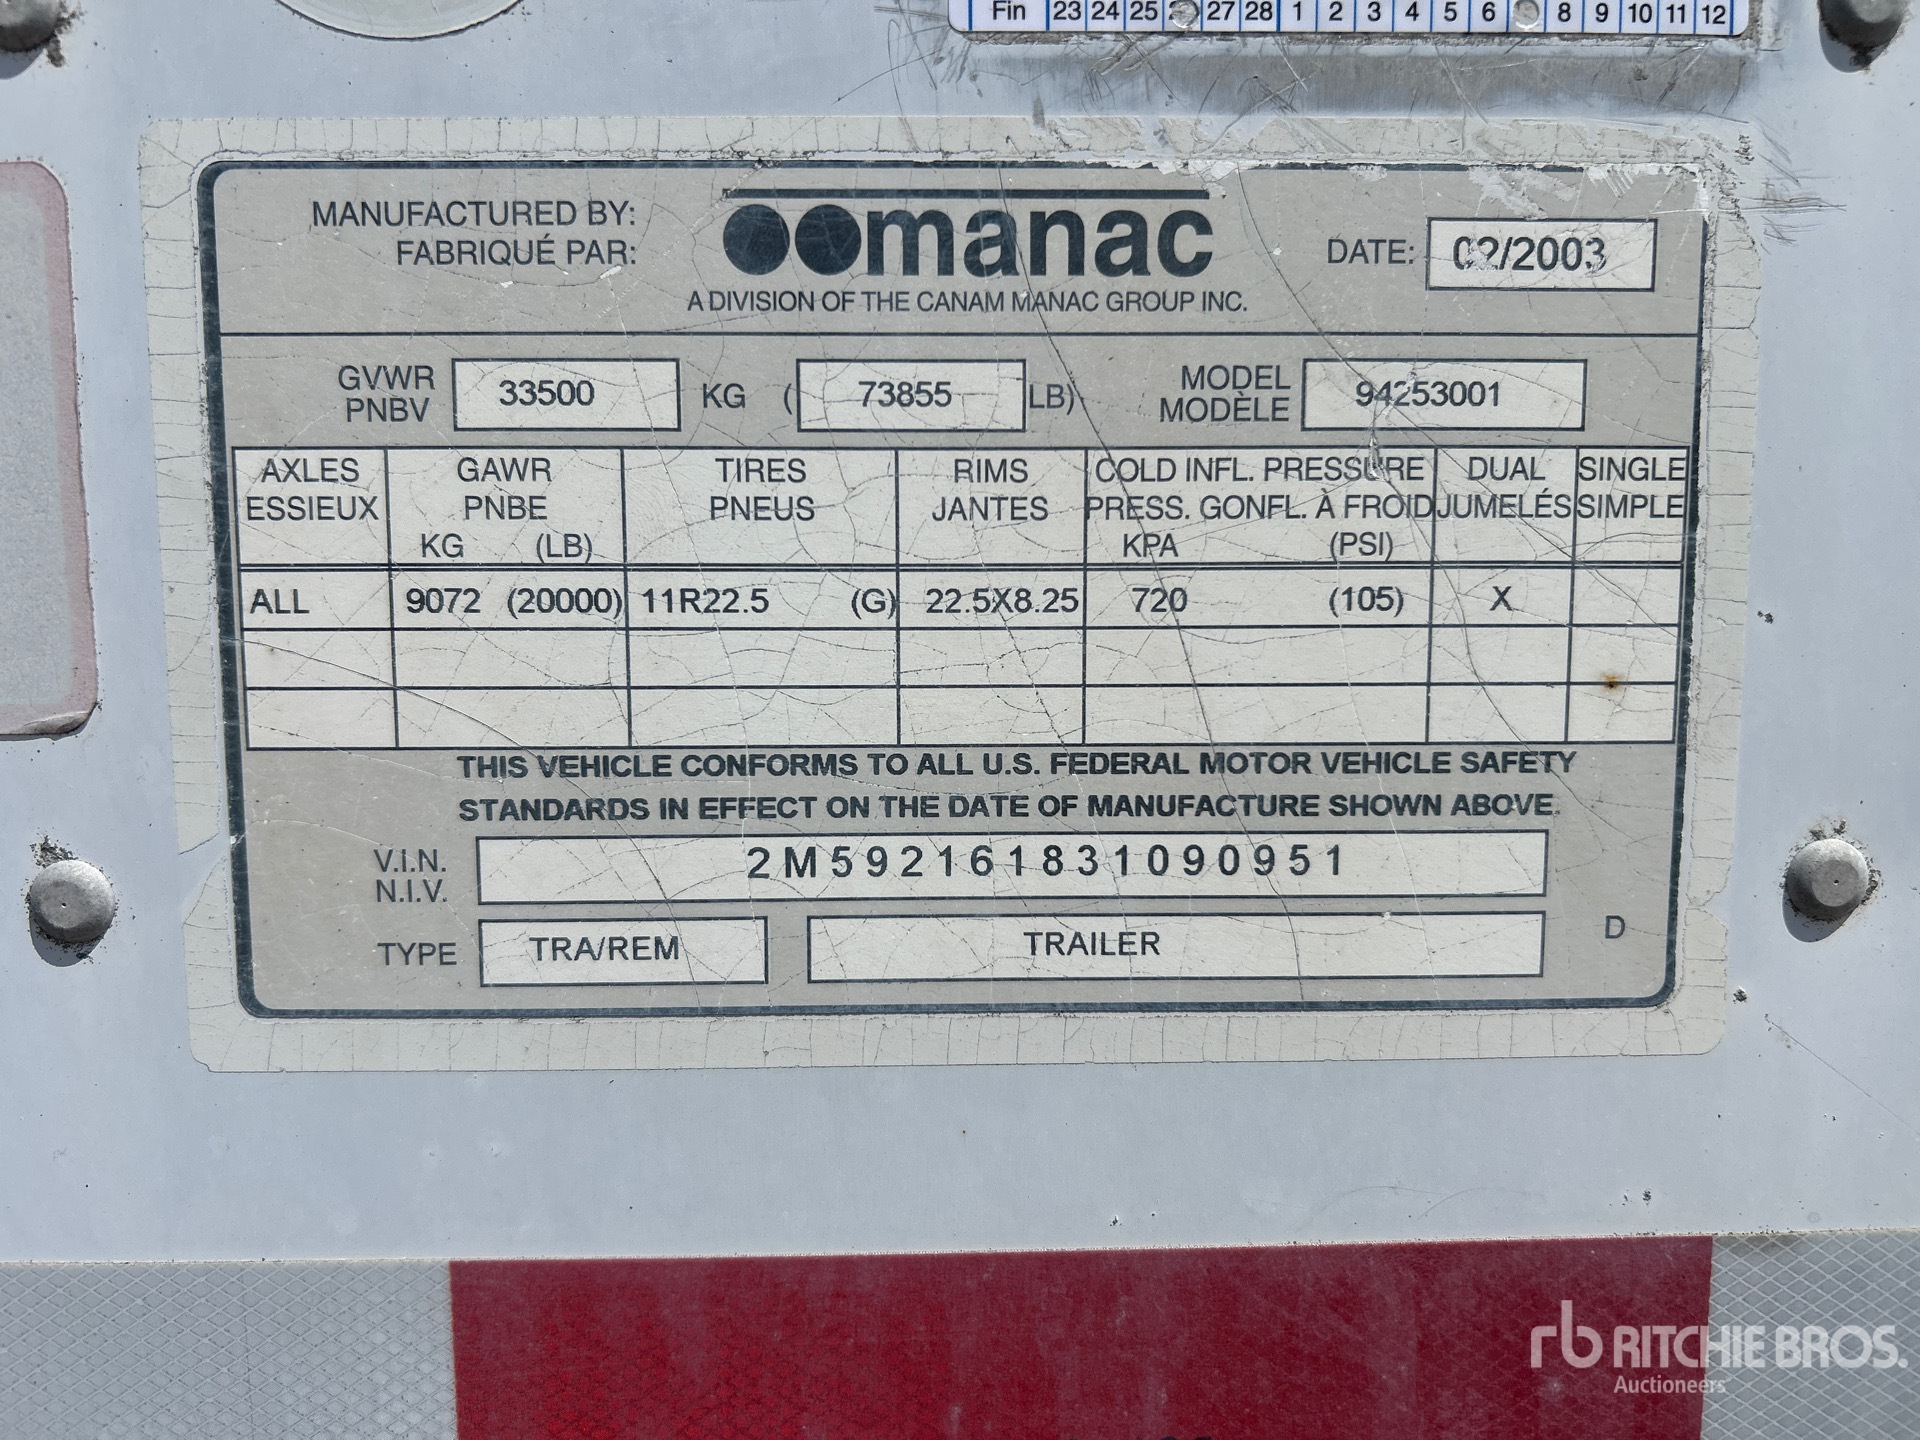 Fin 23 24 25 27 28 1 2 3 4 5 6 8 9 10 11 12
MANUFACTURED BY:
FABRIQUÉ PAR:
manac
A DIVISION OF THE CANAM MANAC GROUP INC.
DATE: 02/2003
GVWR
PNBV
33500 KG ( 73855 LB)
MODEL
MODÈLE
94253001
AXLES GAWR TIRES RIMS COLD INFL. PRESSURE DUAL SINGLE
ESSIEUX PNBE PNEUS JANTES PRESS. GONFL. À FROID JUMELÉS SIMPLE
KG (LB) KPA (PSI)
ALL 9072 (20000) 11R22.5 (G) 22.5X8.25 720 (105) X
THIS VEHICLE CONFORMS TO ALL U.S. FEDERAL MOTOR VEHICLE SAFETY
STANDARDS IN EFFECT ON THE DATE OF MANUFACTURE SHOWN ABOVE.
V.I.N.
N.I.V.
2M592161831090951
TYPE TRA/REM TRAILER D
rb RITCHIE BROS.
Auctioneers